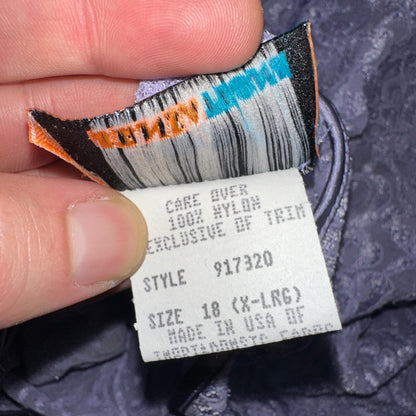 CARE OVER
100% NYLON
EXCLUSIVE OF TRIM
STYLE 917320
SIZE 18 (X-LRG)
MADE IN USA OF